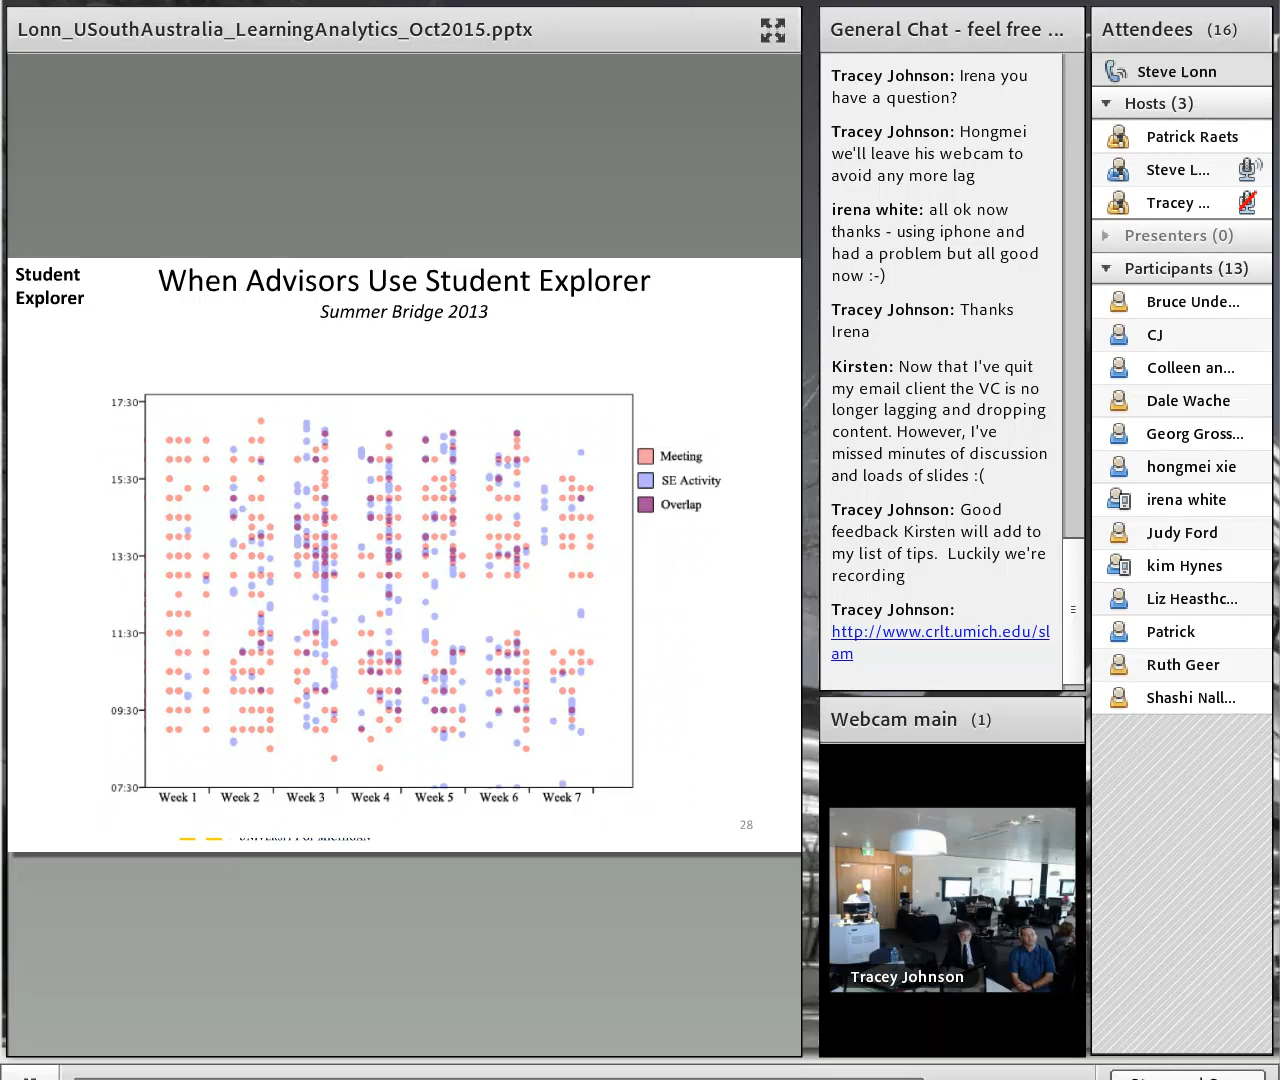 Lonn_USouthAustralia_LearningAnalytics_Oct2015.pptx
Student
Explorer
When Advisors Use Student Explorer
Summer Bridge 2013
17:30
15:30
13:30
11:30
09:30
07:30
Week 1 Week 2 Week 3 Week 4 Week 5 Week 6 Week 7
Meeting
SE Activity
Overlap
UNIVERSITY OF MICHIGAN
28
General Chat - feel free ...
Tracey Johnson: Irena you
have a question?
Tracey Johnson: Hongmei
we'll leave his webcam to
avoid any more lag
irena white: all ok now
thanks - using iphone and
had a problem but all good
now :-)
Tracey Johnson: Thanks
Irena
Kirsten: Now that I've quit
my email client the VC is no
longer lagging and dropping
content. However, I've
missed minutes of discussion
and loads of slides :(
Tracey Johnson: Good
feedback Kirsten will add to
my list of tips. Luckily we're
recording
Tracey Johnson:
http://www.crlt.umich.edu/sl
am
Webcam main (1)
Tracey Johnson
Attendees (16)
Steve Lonn
Hosts (3)
Patrick Raets
Steve L...
Tracey ...
Presenters (0)
Participants (13)
Bruce Unde...
CJ
Colleen an...
Dale Wache
Georg Gross...
hongmei xie
irena white
Judy Ford
kim Hynes
Liz Heasthc...
Patrick
Ruth Geer
Shashi Nall...